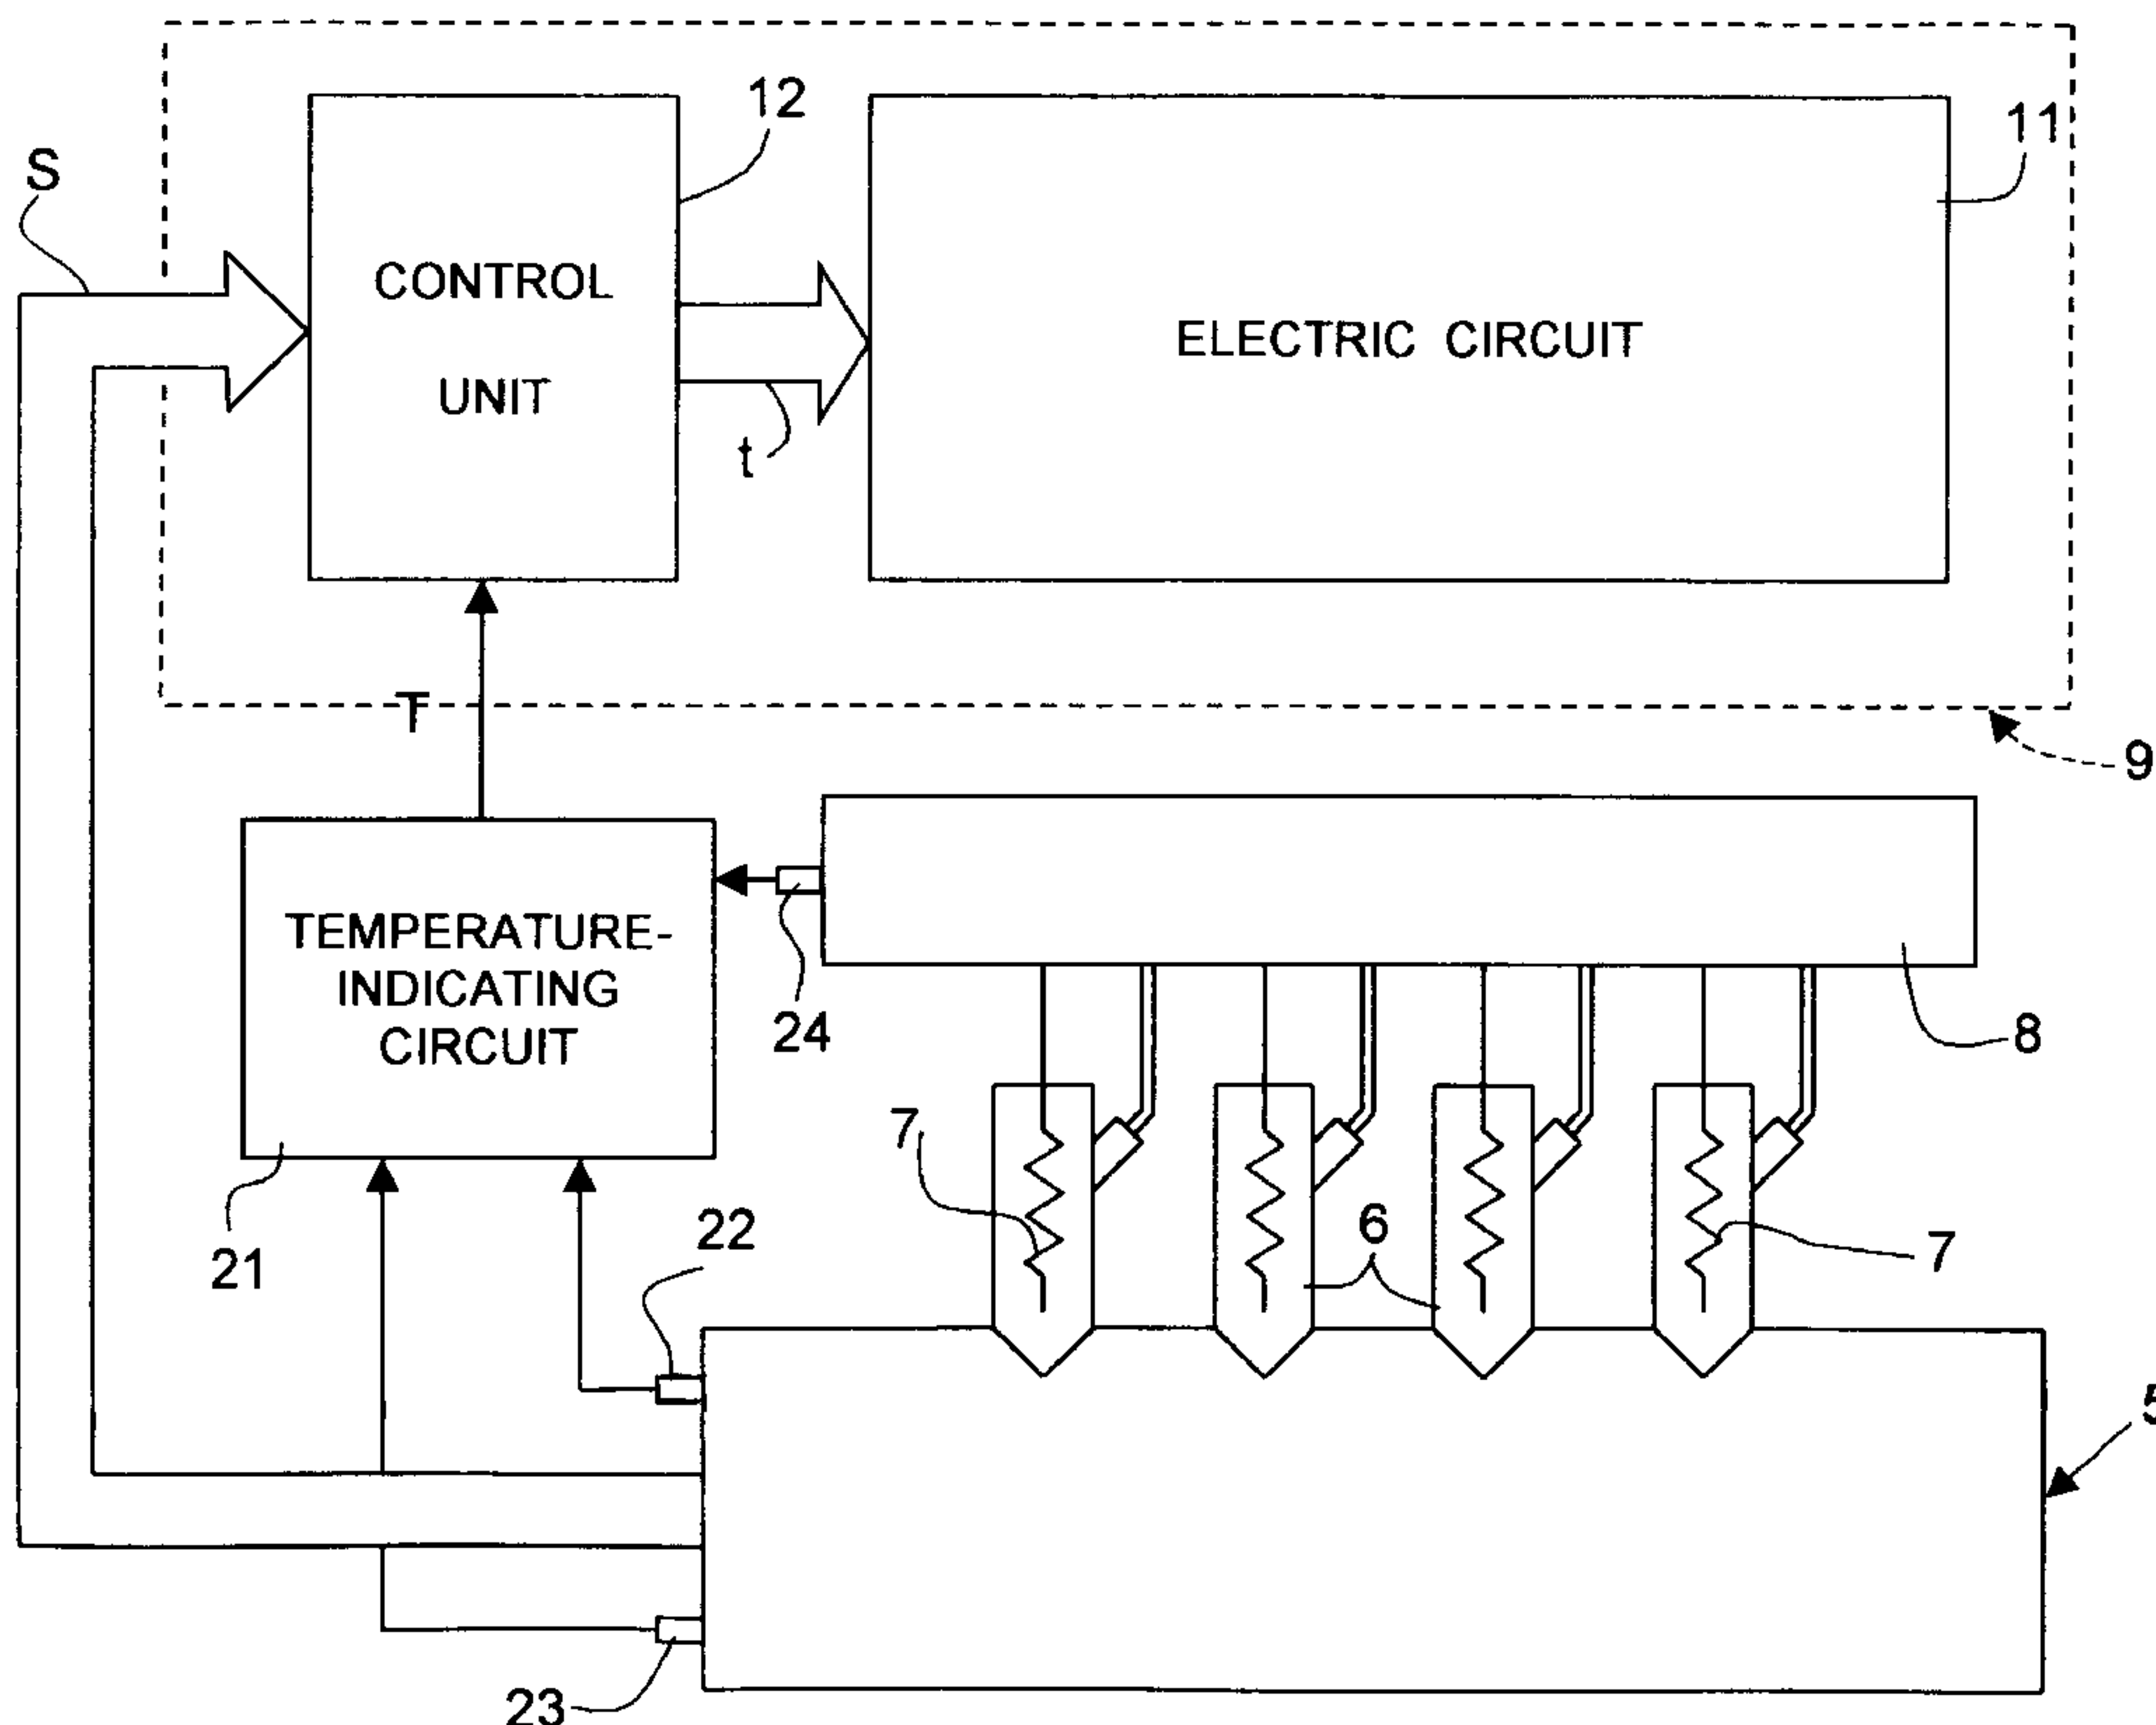 12
11
S
CONTROL
UNIT
ELECTRIC CIRCUIT
t
T
9
TEMPERATURE-
INDICATING
CIRCUIT
24
8
7
22
6
7
21
5
23